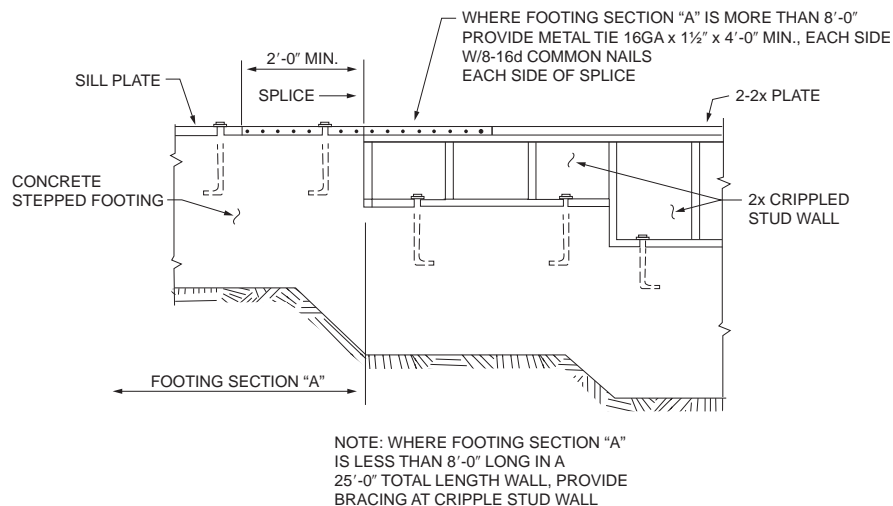 WHERE FOOTING SECTION “A” IS MORE THAN 8′-0″
PROVIDE METAL TIE 16GA x 1½″ x 4′-0″ MIN., EACH SIDE
W/8-16d COMMON NAILS
EACH SIDE OF SPLICE
2′-0″ MIN.
SILL PLATE
SPLICE
2-2x PLATE
CONCRETE
STEPPED FOOTING
2x CRIPPLED
STUD WALL
FOOTING SECTION “A”
NOTE: WHERE FOOTING SECTION “A”
IS LESS THAN 8′-0″ LONG IN A
25′-0″ TOTAL LENGTH WALL, PROVIDE
BRACING AT CRIPPLE STUD WALL